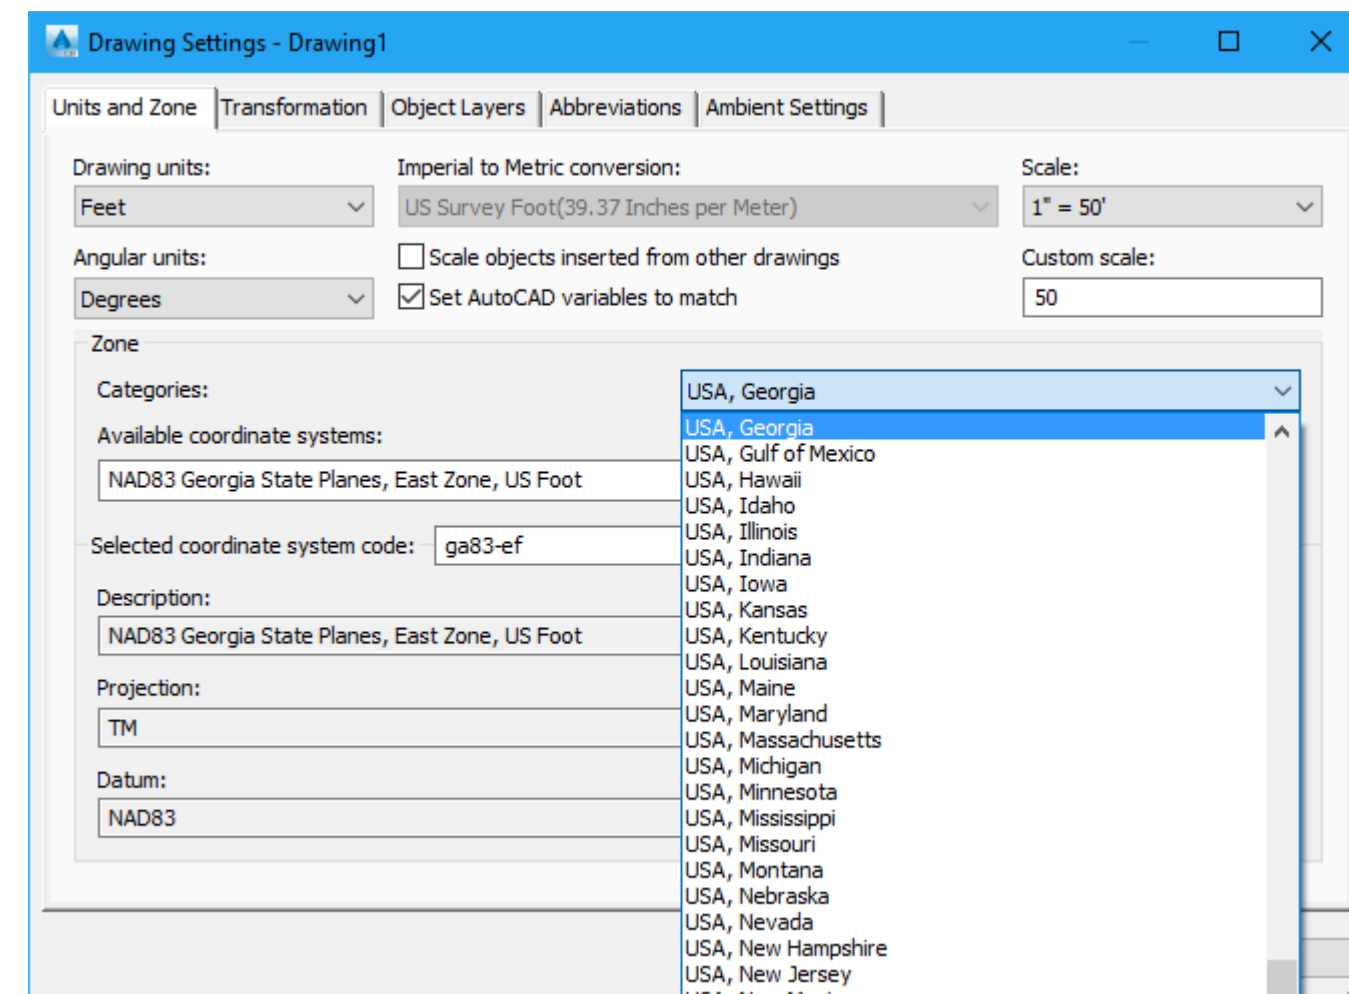 Drawing Settings - Drawing1
Units and Zone Transformation Object Layers Abbreviations Ambient Settings
Drawing units: Imperial to Metric conversion: Scale:
Feet US Survey Foot(39.37 Inches per Meter) 1" = 50'
Angular units: Scale objects inserted from other drawings Custom scale:
Degrees Set AutoCAD variables to match 50
Zone
Categories: USA, Georgia
Available coordinate systems:
NAD83 Georgia State Planes, East Zone, US Foot
Selected coordinate system code: ga83-ef
Description:
NAD83 Georgia State Planes, East Zone, US Foot
Projection:
TM
Datum:
NAD83
USA, Georgia
USA, Gulf of Mexico
USA, Hawaii
USA, Idaho
USA, Illinois
USA, Indiana
USA, Iowa
USA, Kansas
USA, Kentucky
USA, Louisiana
USA, Maine
USA, Maryland
USA, Massachusetts
USA, Michigan
USA, Minnesota
USA, Mississippi
USA, Missouri
USA, Montana
USA, Nebraska
USA, Nevada
USA, New Hampshire
USA, New Jersey